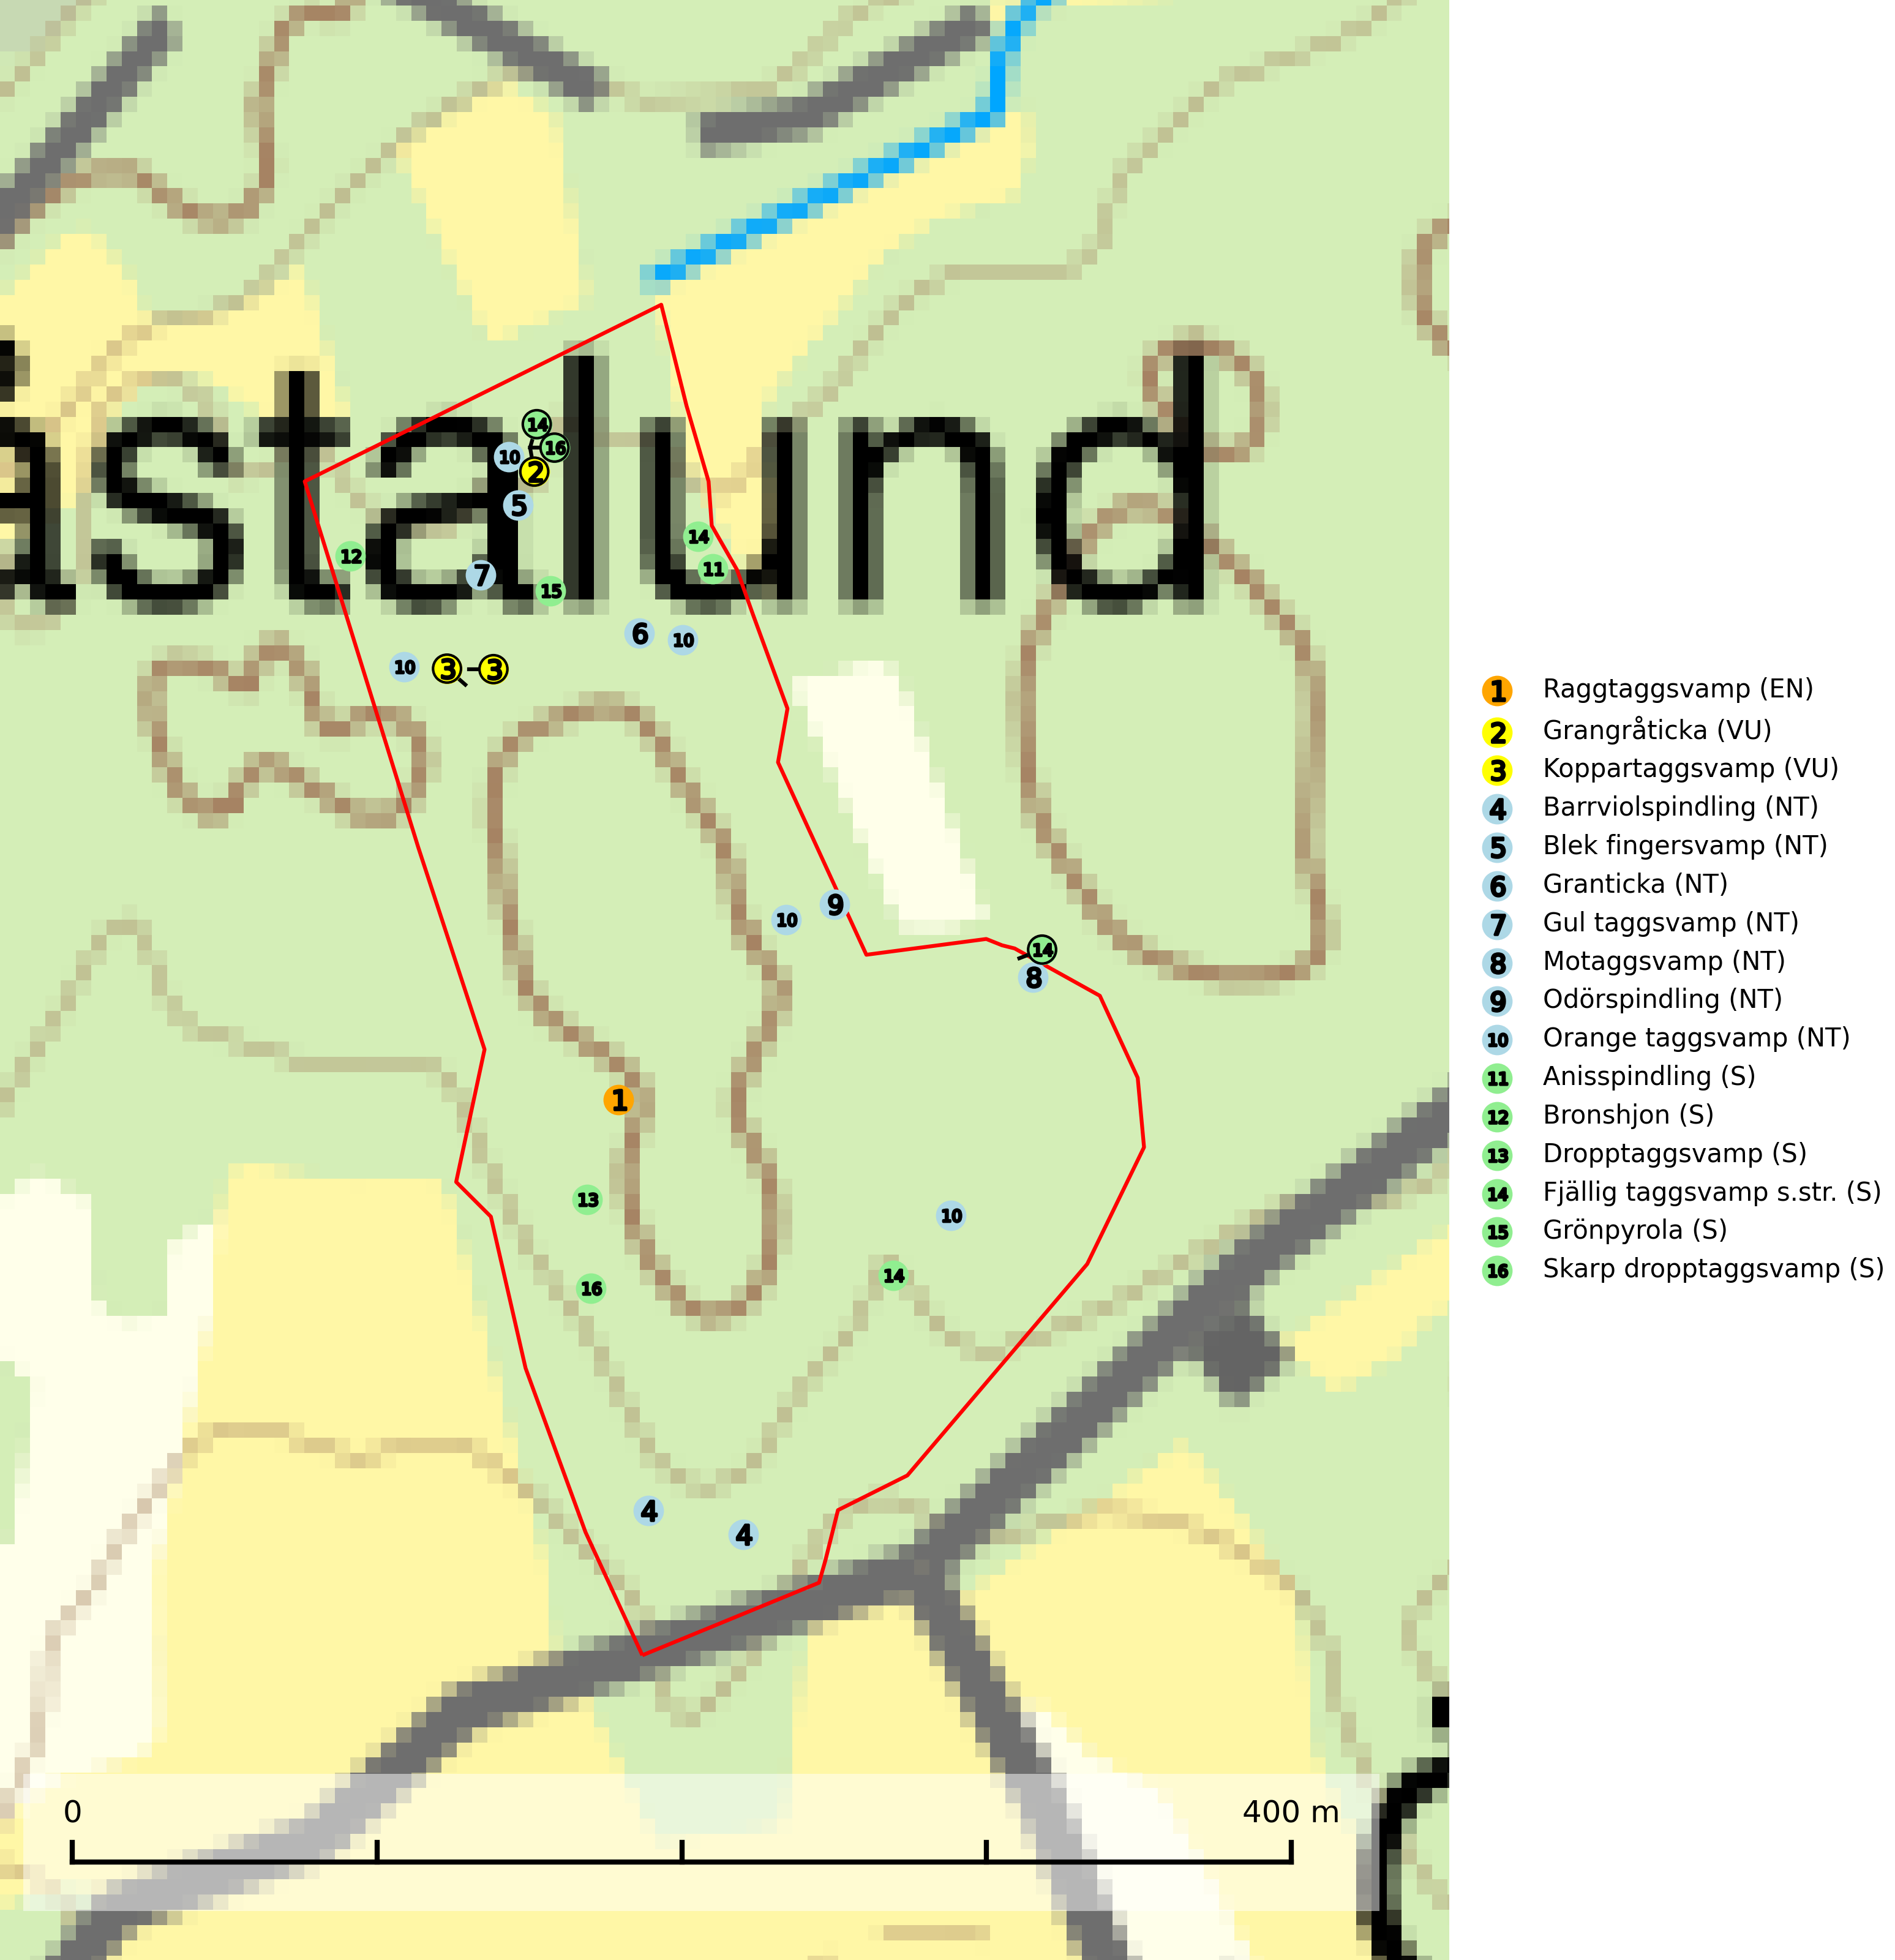 astalund
14
16
10
2
5
14
12
11
7
15
6
10
10
3
3
9
10
14
8
1
13
10
14
16
4
4
0
400 m
1 Raggtaggsvamp (EN)
2 Grangråticka (VU)
3 Koppartaggsvamp (VU)
4 Barrviolspindling (NT)
5 Blek fingersvamp (NT)
6 Granticka (NT)
7 Gul taggsvamp (NT)
8 Motaggsvamp (NT)
9 Odörspindling (NT)
10 Orange taggsvamp (NT)
11 Anisspindling (S)
12 Bronshjon (S)
13 Dropptaggsvamp (S)
14 Fjällig taggsvamp s.str. (S)
15 Grönpyrola (S)
16 Skarp dropptaggsvamp (S)